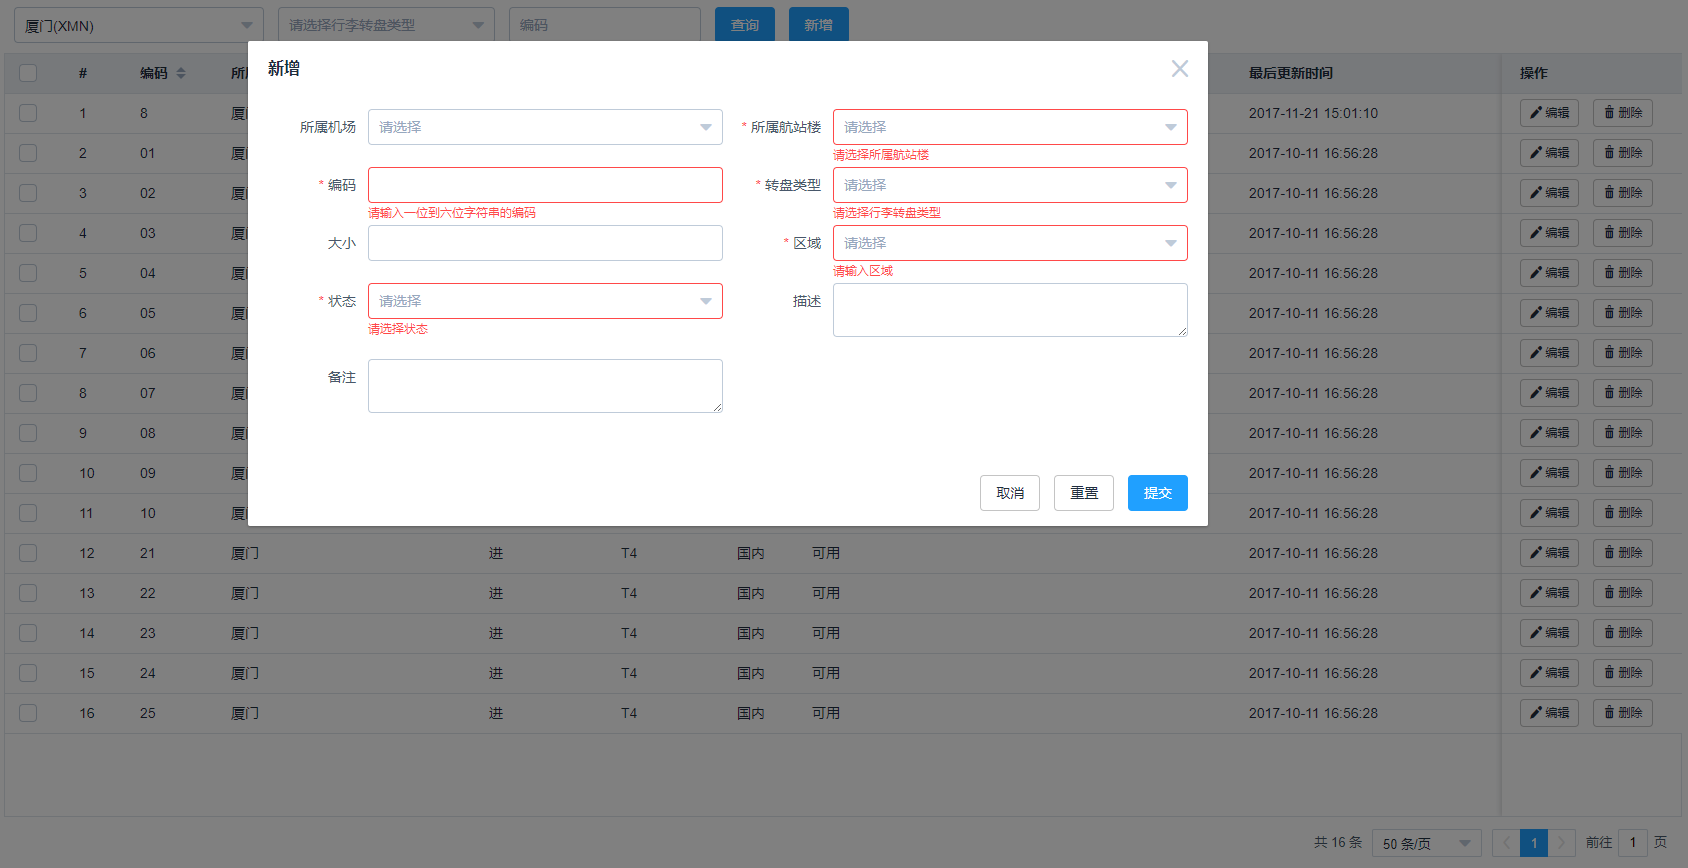 厦门(XMN) 请选择行李转盘类型 编码 查询 新增
# 编码 最后更新时间 操作
新增
所属机场 请选择 * 所属航站楼 请选择
请选择所属航站楼
* 编码 * 转盘类型 请选择
请输入一位到六位字符串的编码 请选择行李转盘类型
大小 * 区域 请选择
请输入区域
* 状态 请选择 描述
请选择状态
备注
取消 重置 提交
1 8 2017-11-21 15:01:10 编辑 删除
2 01 2017-10-11 16:56:28 编辑 删除
3 02 2017-10-11 16:56:28 编辑 删除
4 03 2017-10-11 16:56:28 编辑 删除
5 04 2017-10-11 16:56:28 编辑 删除
6 05 2017-10-11 16:56:28 编辑 删除
7 06 2017-10-11 16:56:28 编辑 删除
8 07 2017-10-11 16:56:28 编辑 删除
9 08 2017-10-11 16:56:28 编辑 删除
10 09 2017-10-11 16:56:28 编辑 删除
11 10 2017-10-11 16:56:28 编辑 删除
12 21 厦门 进 T4 国内 可用 2017-10-11 16:56:28 编辑 删除
13 22 厦门 进 T4 国内 可用 2017-10-11 16:56:28 编辑 删除
14 23 厦门 进 T4 国内 可用 2017-10-11 16:56:28 编辑 删除
15 24 厦门 进 T4 国内 可用 2017-10-11 16:56:28 编辑 删除
16 25 厦门 进 T4 国内 可用 2017-10-11 16:56:28 编辑 删除
共 16 条 50 条/页 1 前往 1 页